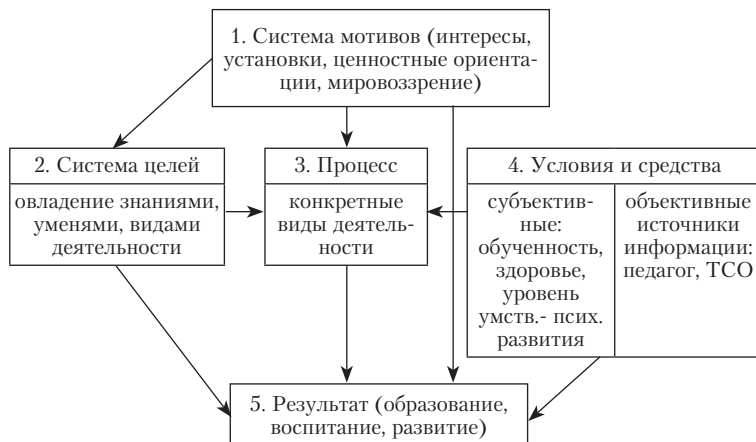 1. Система мотивов (интересы,
установки, ценностные ориента-
ции, мировоззрение)
2. Система целей
овладение знаниями,
уменями, видами
деятельности
3. Процесс
конкретные
виды деятель-
ности
4. Условия и средства
субъектив-
ные:
обученность,
здоровье,
уровень
умств.- псих.
развития
объективные
источники
информации:
педагог, ТСО
5. Результат (образование,
воспитание, развитие)